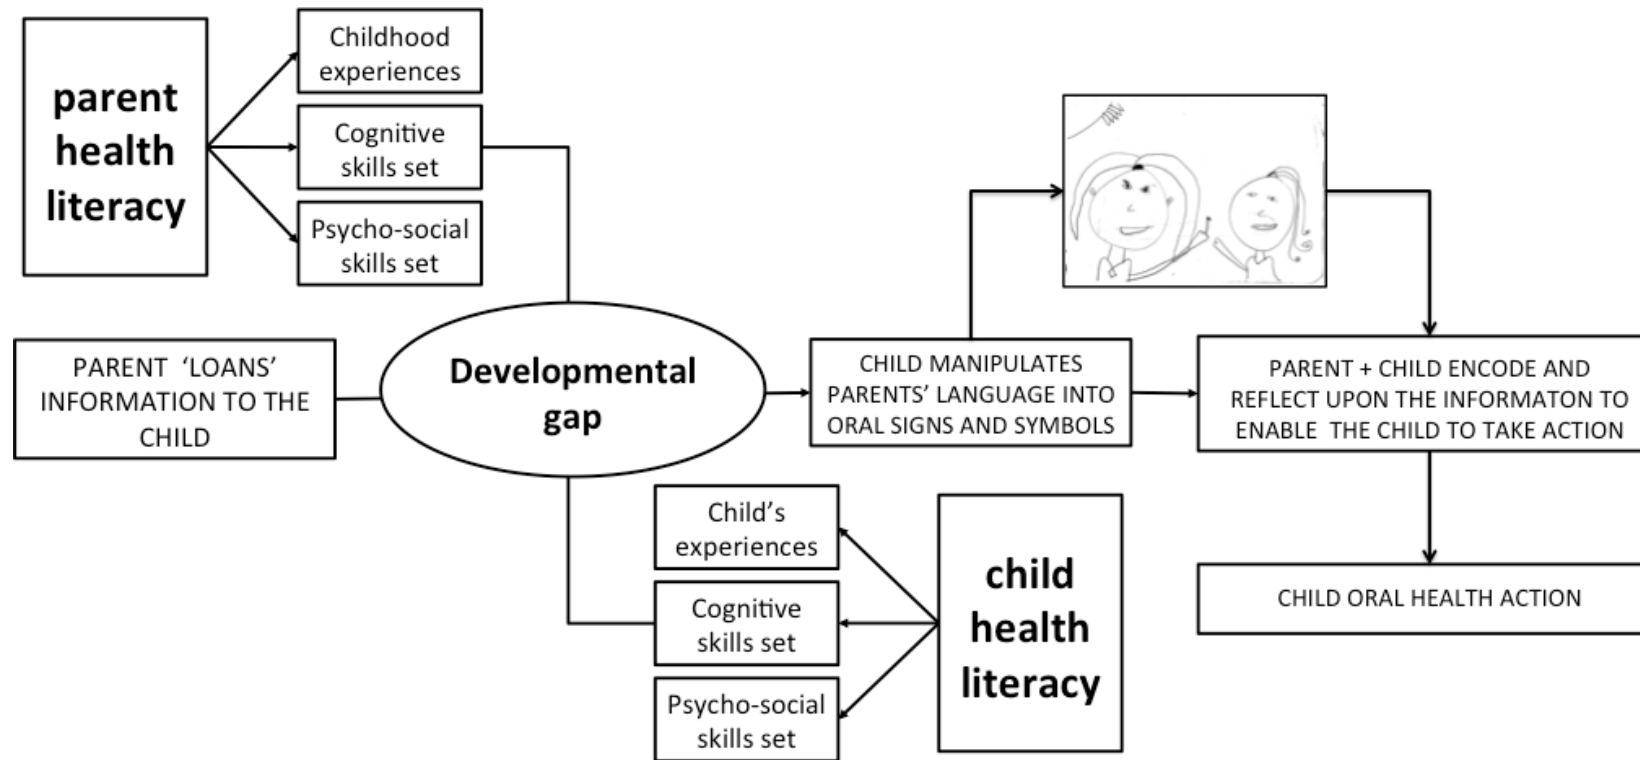 parent
health
literacy
Childhood
experiences
Cognitive
skills set
Psycho-social
skills set
PARENT ‘LOANS’
INFORMATION TO THE
CHILD
Developmental
gap
CHILD MANIPULATES
PARENTS’ LANGUAGE INTO
ORAL SIGNS AND SYMBOLS
PARENT + CHILD ENCODE AND
REFLECT UPON THE INFORMATON TO
ENABLE THE CHILD TO TAKE ACTION
Child’s
experiences
Cognitive
skills set
Psycho-social
skills set
child
health
literacy
CHILD ORAL HEALTH ACTION